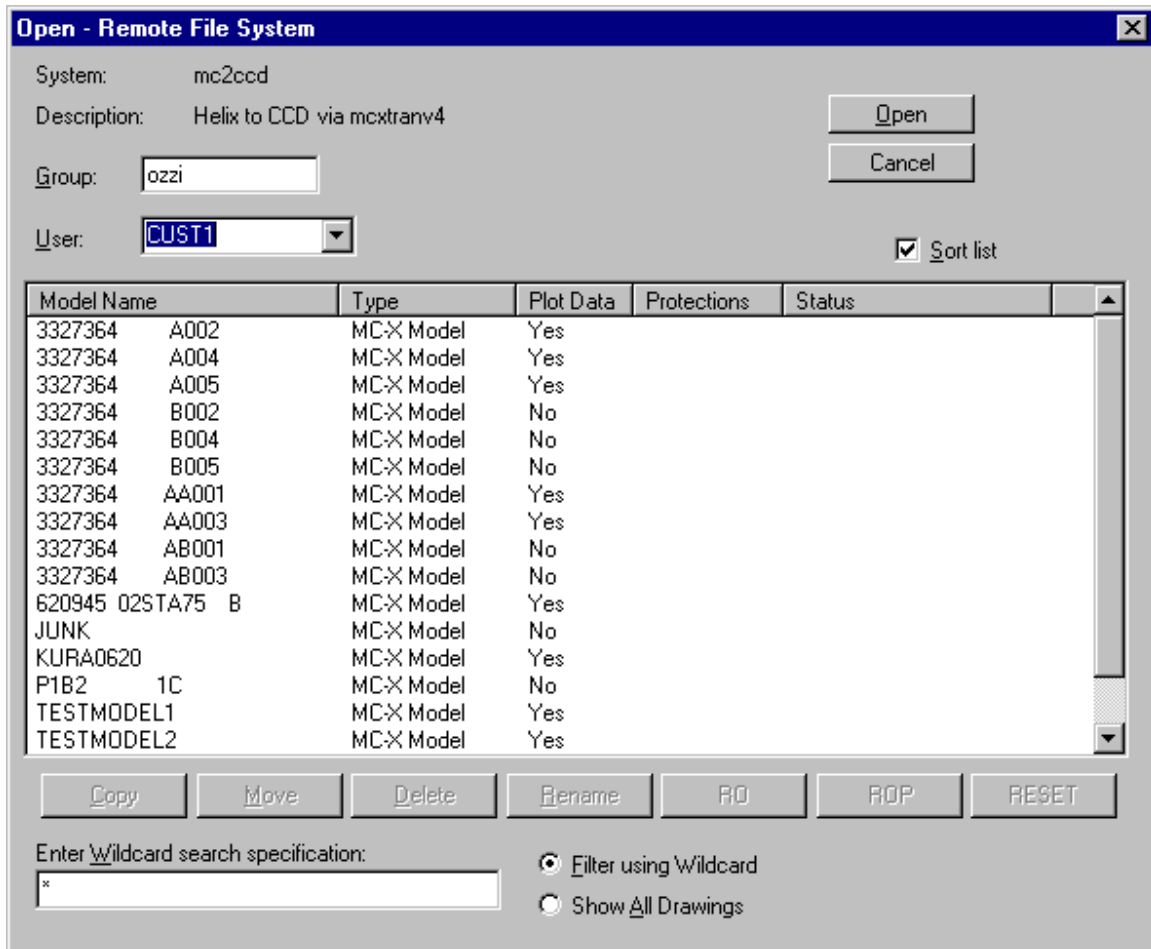 Open - Remote File System
System: mc2ccd
Description: Helix to CCD via mcxtranv4
Open
Cancel
Group: ozzi
User: CUST1
Sort list
Model Name Type Plot Data Protections Status
3327364 A002 MC-X Model Yes
3327364 A004 MC-X Model Yes
3327364 A005 MC-X Model Yes
3327364 B002 MC-X Model No
3327364 B004 MC-X Model No
3327364 B005 MC-X Model No
3327364 AA001 MC-X Model Yes
3327364 AA003 MC-X Model Yes
3327364 AB001 MC-X Model No
3327364 AB003 MC-X Model No
620945 02STA75 B MC-X Model Yes
JUNK MC-X Model No
KURA0620 MC-X Model Yes
P1B2 1C MC-X Model No
TESTMODEL1 MC-X Model Yes
TESTMODEL2 MC-X Model Yes
Copy Move Delete Rename RO ROP RESET
Enter Wildcard search specification:
*
Filter using Wildcard
Show All Drawings